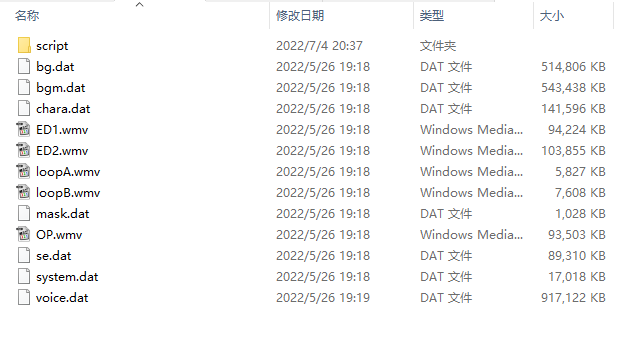 名称 修改日期 类型 大小
script 2022/7/4 20:37 文件夹
bg.dat 2022/5/26 19:18 DAT 文件 514,806 KB
bgm.dat 2022/5/26 19:18 DAT 文件 543,438 KB
chara.dat 2022/5/26 19:18 DAT 文件 141,596 KB
ED1.wmv 2022/5/26 19:18 Windows Media... 94,224 KB
ED2.wmv 2022/5/26 19:18 Windows Media... 103,855 KB
loopA.wmv 2022/5/26 19:18 Windows Media... 5,827 KB
loopB.wmv 2022/5/26 19:18 Windows Media... 7,608 KB
mask.dat 2022/5/26 19:18 DAT 文件 1,028 KB
OP.wmv 2022/5/26 19:18 Windows Media... 93,503 KB
se.dat 2022/5/26 19:18 DAT 文件 89,310 KB
system.dat 2022/5/26 19:18 DAT 文件 17,018 KB
voice.dat 2022/5/26 19:19 DAT 文件 917,122 KB